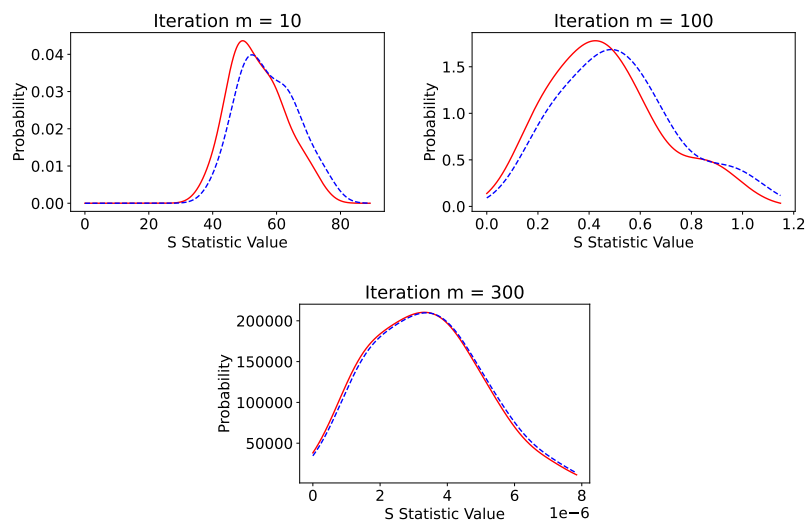 Iteration m = 10
Probability
0.04
0.03
0.02
0.01
0.00
0 20 40 60 80
S Statistic Value
Iteration m = 100
Probability
1.5
1.0
0.5
0.0
0.0 0.2 0.4 0.6 0.8 1.0 1.2
S Statistic Value
Iteration m = 300
Probability
200000
150000
100000
50000
0 2 4 6 8
S Statistic Value
1e−6